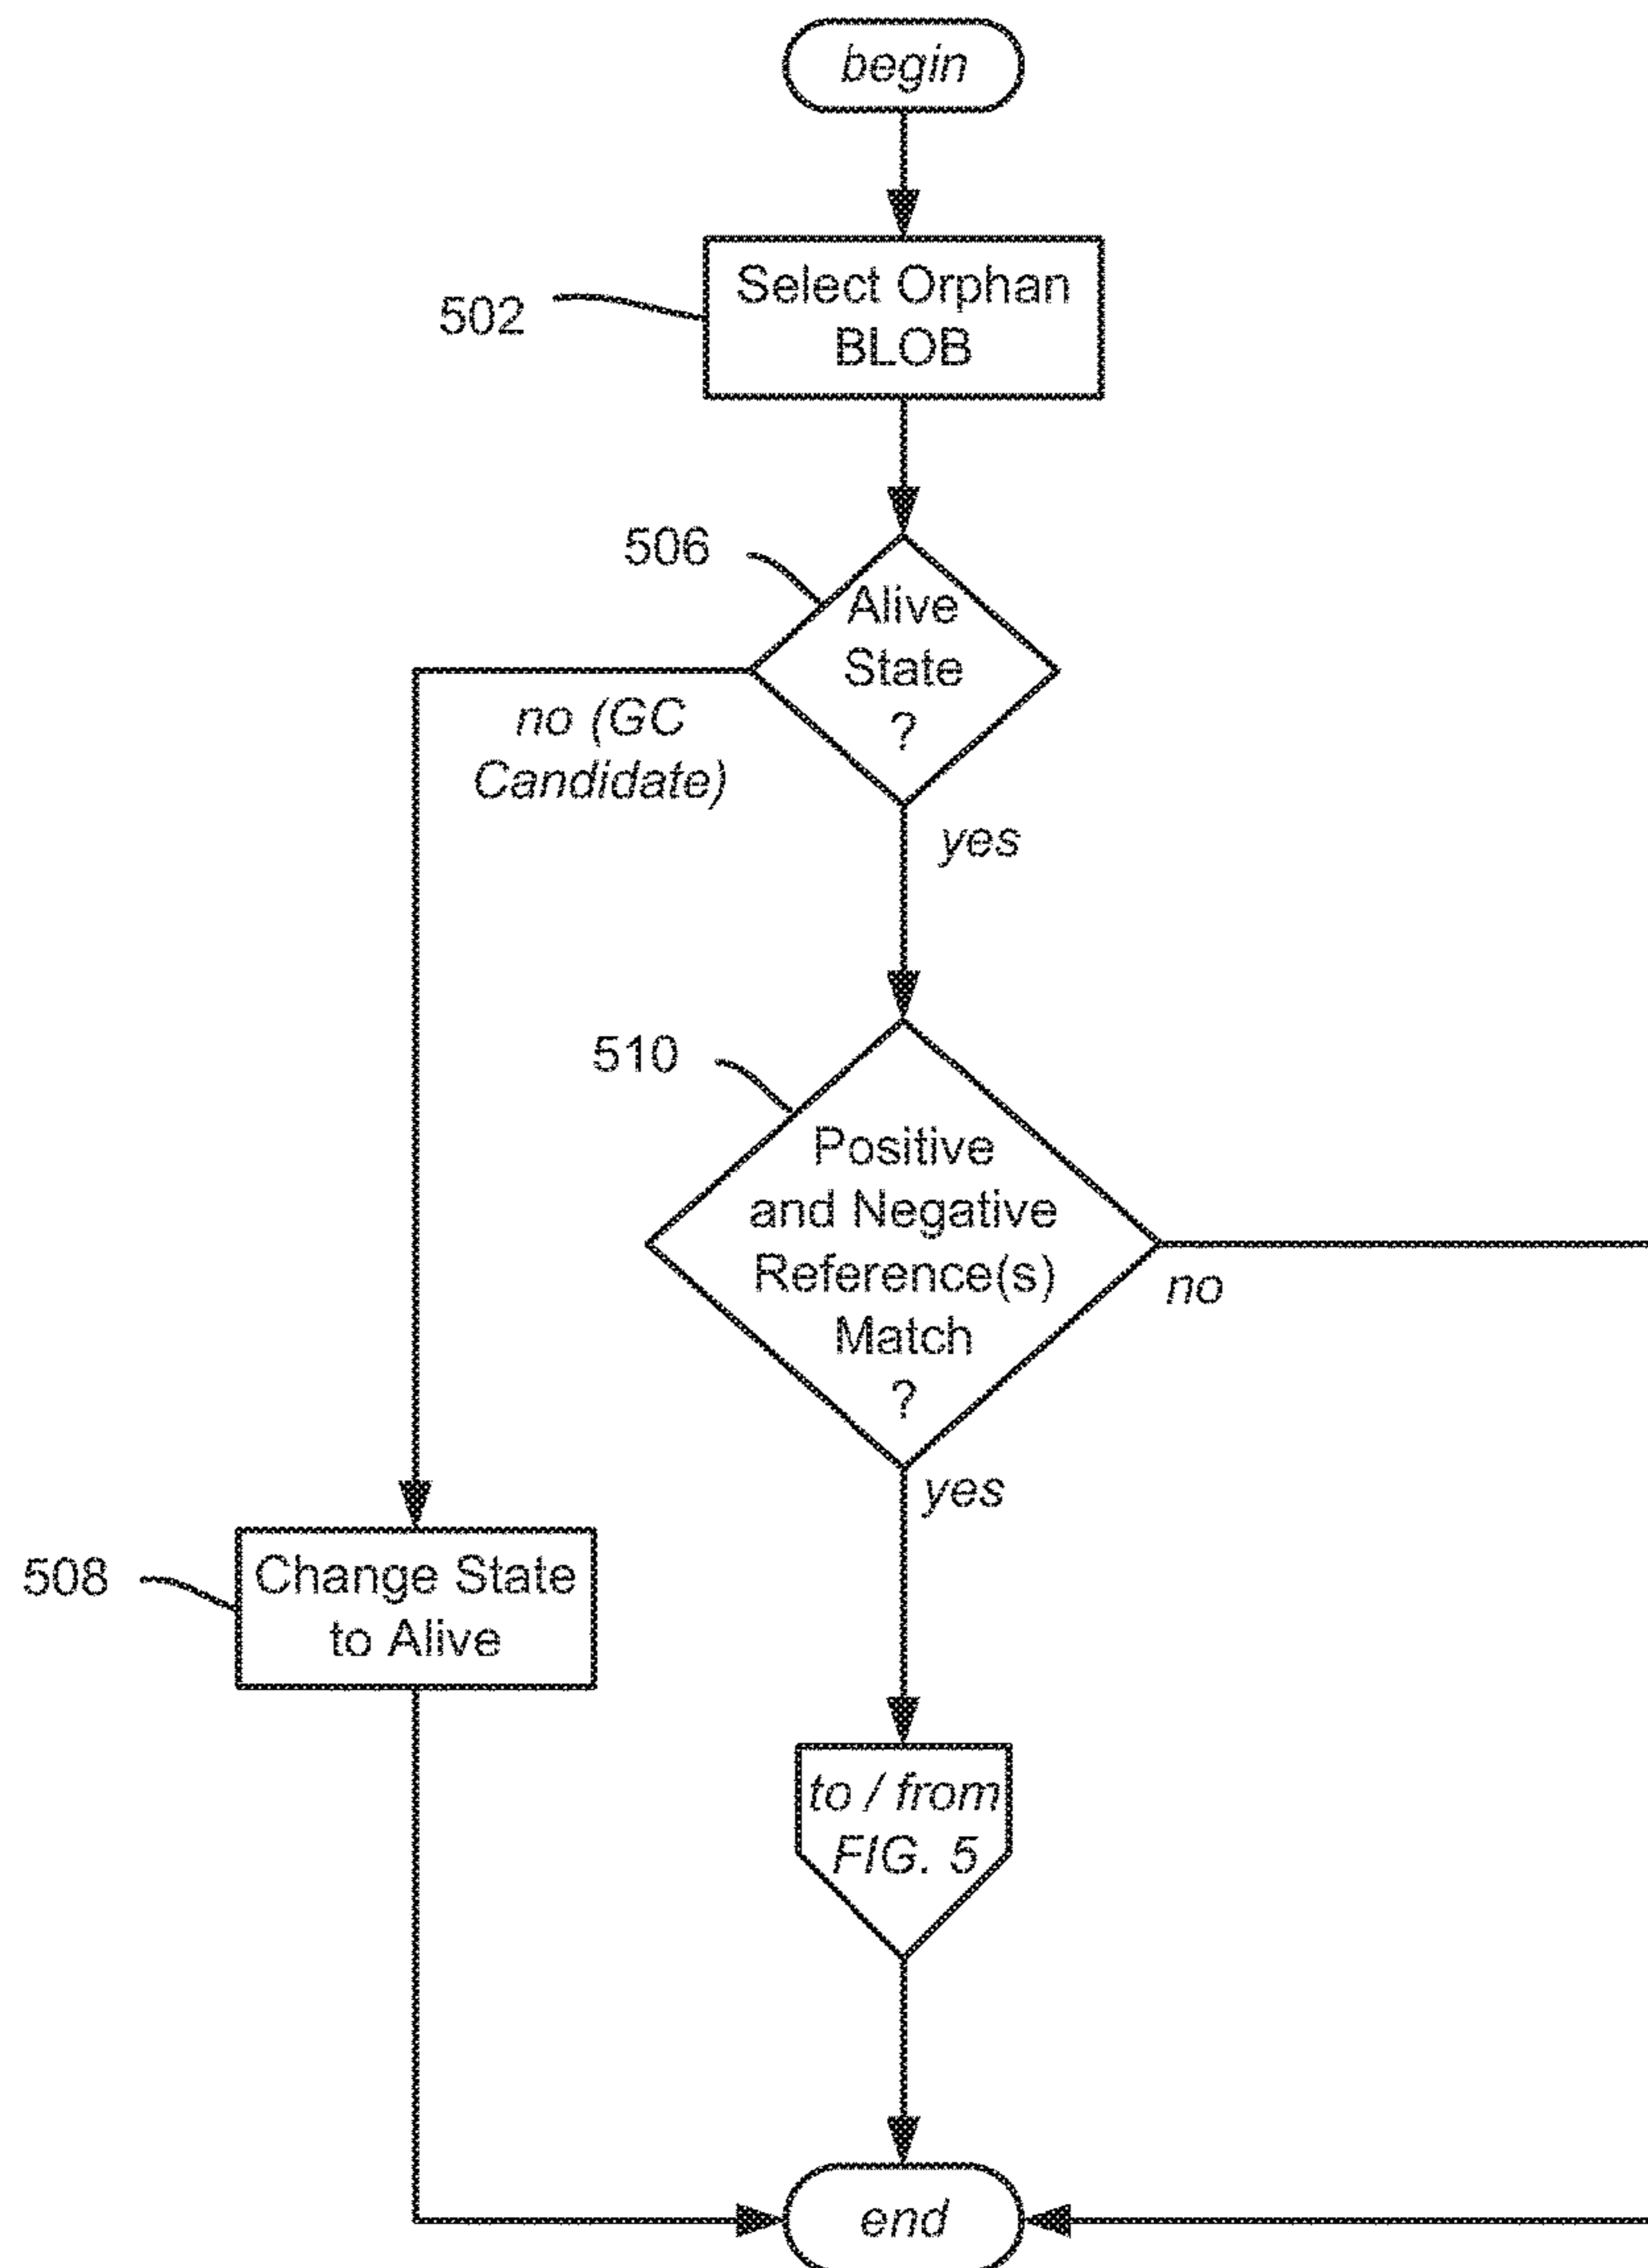 begin
502
Select Orphan
BLOB
506
Alive
State
?
no (GC
Candidate)
yes
510
Positive
and Negative
Reference(s)
Match
?
no
yes
508
Change State
to Alive
to / from
FIG. 5
end